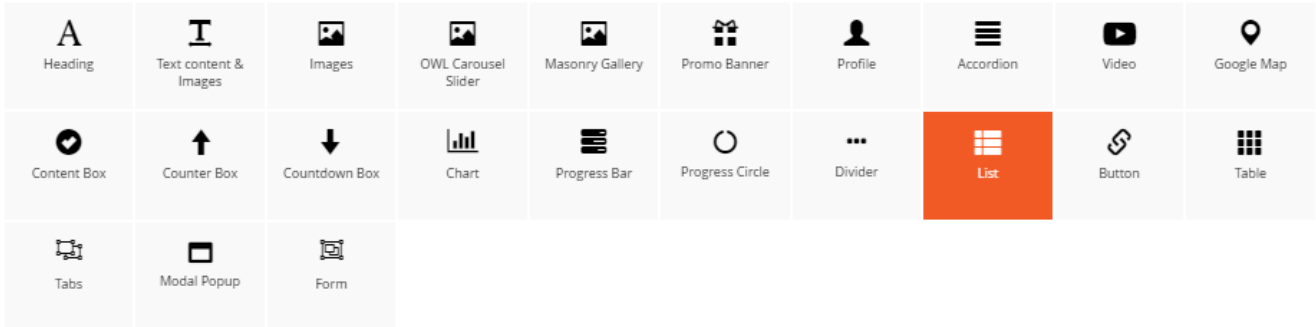 Heading
Text content &
Images
Images
OWL Carousel
Slider
Masonry Gallery
Promo Banner
Profile
Accordion
Video
Google Map
Content Box
Counter Box
Countdown Box
Chart
Progress Bar
Progress Circle
Divider
List
Button
Table
Tabs
Modal Popup
Form